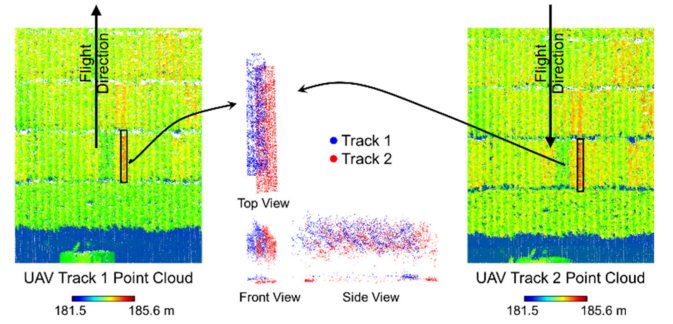 Flight
Direction
Flight
Direction
Track 1
Track 2
Top View
Front View
Side View
UAV Track 1 Point Cloud
UAV Track 2 Point Cloud
181.5
185.6 m
181.5
185.6 m